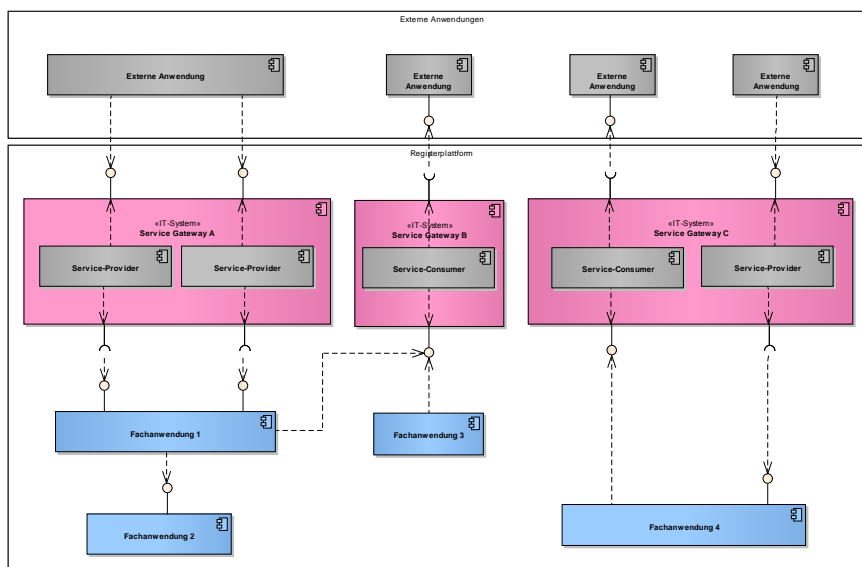 Externe Anwendungen
Externe Anwendung
Externe
Anwendung
Externe
Anwendung
Externe
Anwendung
Registerplattform
«IT-System»
Service Gateway A
Service-Provider
Service-Provider
«IT-System»
Service Gateway B
Service-Consumer
«IT-System»
Service Gateway C
Service-Consumer
Service-Provider
Fachanwendung 1
Fachanwendung 3
Fachanwendung 2
Fachanwendung 4